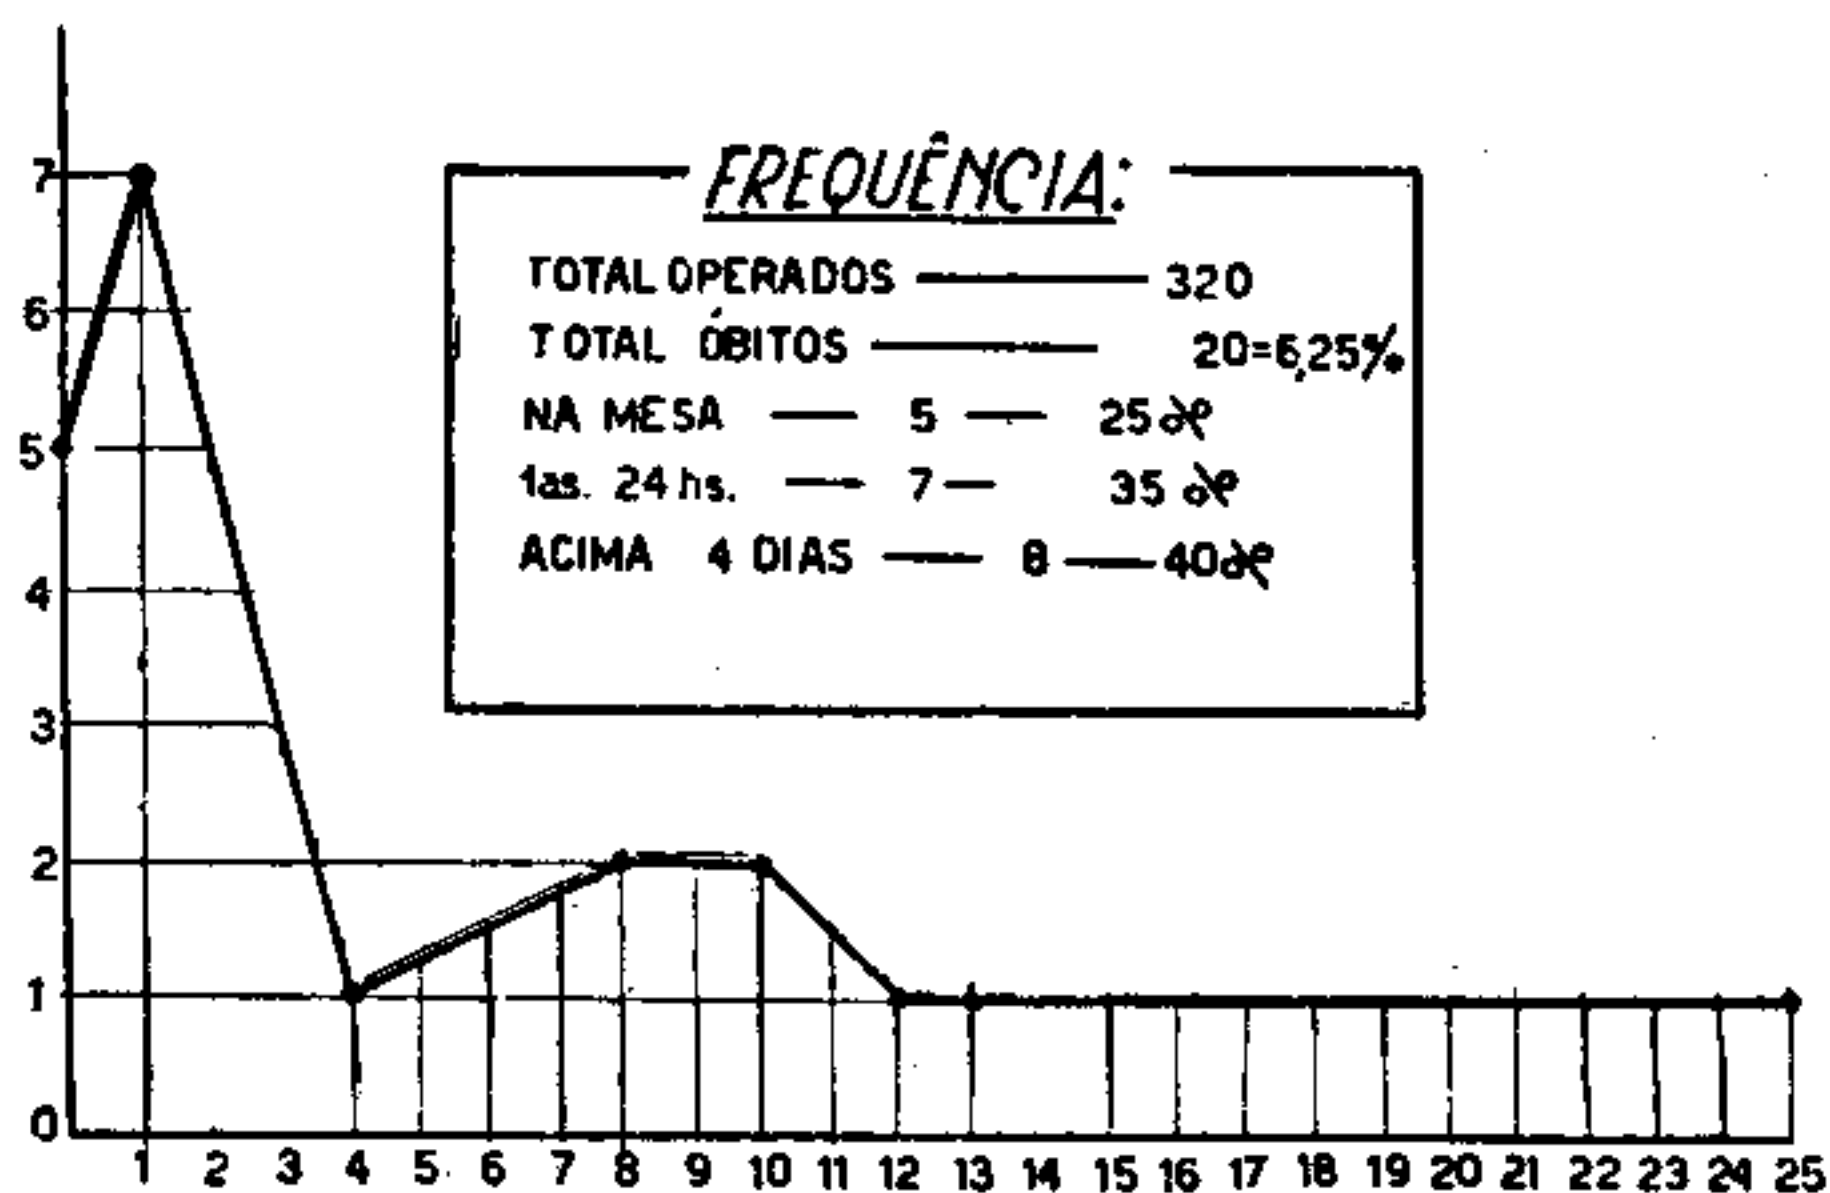 7
6
5
4
3
2
1
0
FREQUÊNCIA:
TOTAL OPERADOS 320
TOTAL ÓBITOS 20=6,25%
NA MESA — 5 — 25%
1as. 24 hs. — 7 — 35%
ACIMA 4 DIAS — 8 — 40%
1 2 3 4 5 6 7 8 9 10 11 12 13 14 15 16 17 18 19 20 21 22 23 24 25